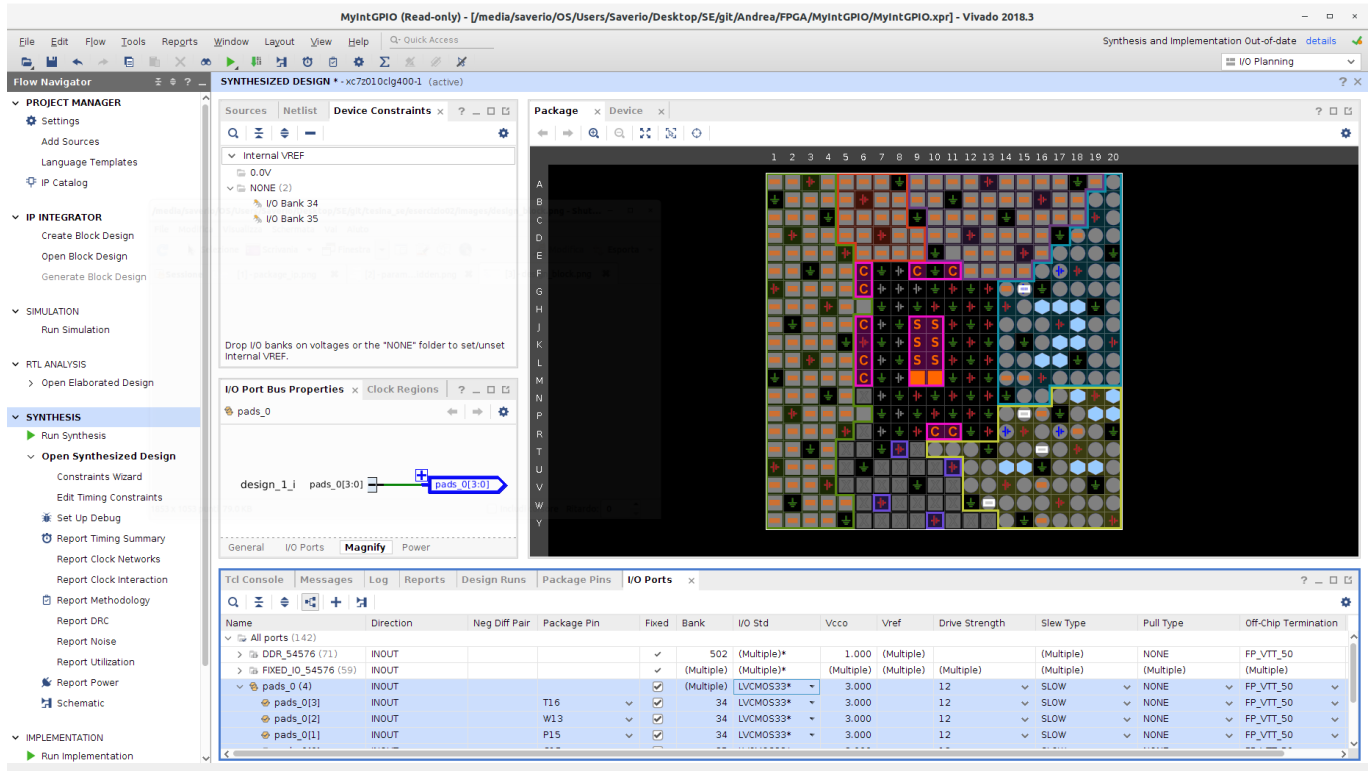 MyIntGPIO (Read-only) - [/media/saverio/OS/Users/Saverio/Desktop/SE/git/Andrea/FPGA/MyIntGPIO/MyIntGPIO.xpr] - Vivado 2018.3
File Edit Flow Tools Reports Window Layout View Help Q- Quick Access
Synthesis and Implementation Out-of-date details
I/O Planning
Flow Navigator
SYNTHESIZED DESIGN * - xc7z010clg400-1 (active)
PROJECT MANAGER
Settings
Add Sources
Language Templates
IP Catalog
IP INTEGRATOR
Create Block Design
Open Block Design
Generate Block Design
SIMULATION
Run Simulation
RTL ANALYSIS
Open Elaborated Design
SYNTHESIS
Run Synthesis
Open Synthesized Design
Constraints Wizard
Edit Timing Constraints
Set Up Debug
Report Timing Summary
Report Clock Networks
Report Clock Interaction
Report Methodology
Report DRC
Report Noise
Report Utilization
Report Power
Schematic
IMPLEMENTATION
Run Implementation
Sources Netlist Device Constraints
Internal VREF
0.0V
NONE (2)
I/O Bank 34
I/O Bank 35
Drop I/O banks on voltages or the "NONE" folder to set/unset
Internal VREF.
I/O Port Bus Properties Clock Regions
pads_0
design_1_i pads_0[3:0] pads_0[3:0]
General I/O Ports Magnify Power
Package Device
1 2 3 4 5 6 7 8 9 10 11 12 13 14 15 16 17 18 19 20
A
B
C
D
E
F C C C
G C
H
J C S S
K S S
L C S S
M C
N
P
R C C
T
U
V
W
Y
Tcl Console Messages Log Reports Design Runs Package Pins I/O Ports
Name Direction Neg Diff Pair Package Pin Fixed Bank I/O Std Vcco Vref Drive Strength Slew Type Pull Type Off-Chip Termination
All ports (142)
DDR_54576 (71) INOUT 502 (Multiple)* 1.000 (Multiple) (Multiple) NONE FP_VTT_50
FIXED_IO_54576 (59) INOUT (Multiple) (Multiple)* (Multiple) (Multiple) (Multiple) (Multiple) (Multiple) (Multiple)
pads_0 (4) INOUT (Multiple) LVCMOS33* 3.000 12 SLOW NONE FP_VTT_50
pads_0[3] INOUT T16 34 LVCMOS33* 3.000 12 SLOW NONE FP_VTT_50
pads_0[2] INOUT W13 34 LVCMOS33* 3.000 12 SLOW NONE FP_VTT_50
pads_0[1] INOUT P15 34 LVCMOS33* 3.000 12 SLOW NONE FP_VTT_50